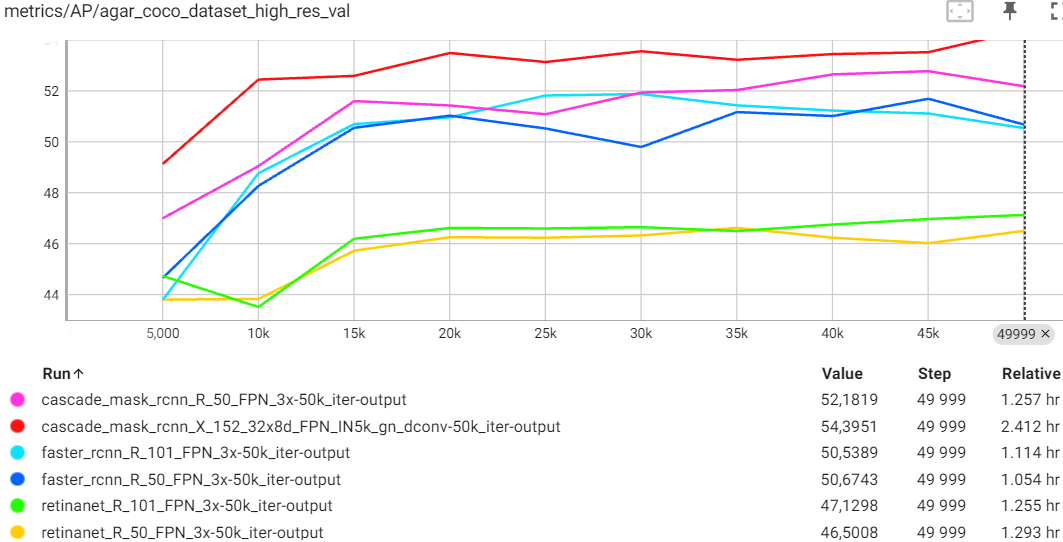 metrics/AP/agar_coco_dataset_high_res_val
52
50
48
46
44
5,000 10k 15k 20k 25k 30k 35k 40k 45k 49999 ×
Run↑ Value Step Relative
cascade_mask_rcnn_R_50_FPN_3x-50k_iter-output 52,1819 49 999 1.257 hr
cascade_mask_rcnn_X_152_32x8d_FPN_IN5k_gn_dconv-50k_iter-output 54,3951 49 999 2.412 hr
faster_rcnn_R_101_FPN_3x-50k_iter-output 50,5389 49 999 1.114 hr
faster_rcnn_R_50_FPN_3x-50k_iter-output 50,6743 49 999 1.054 hr
retinanet_R_101_FPN_3x-50k_iter-output 47,1298 49 999 1.255 hr
retinanet_R_50_FPN_3x-50k_iter-output 46,5008 49 999 1.293 hr